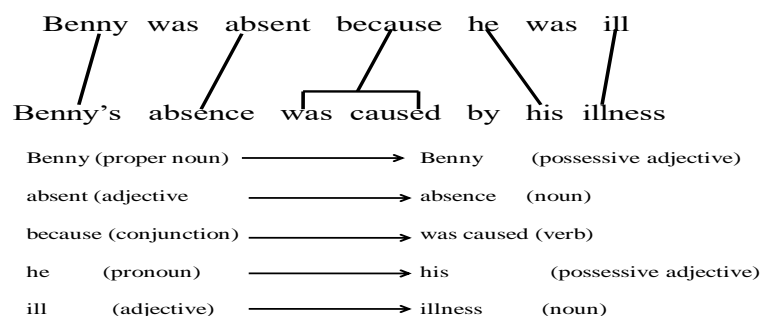 Benny was absent because he was ill
Benny's absence was caused by his illness
Benny (proper noun) Benny (possessive adjective)
absent (adjective absence (noun)
because (conjunction) was caused (verb)
he (pronoun) his (possessive adjective)
ill (adjective) illness (noun)